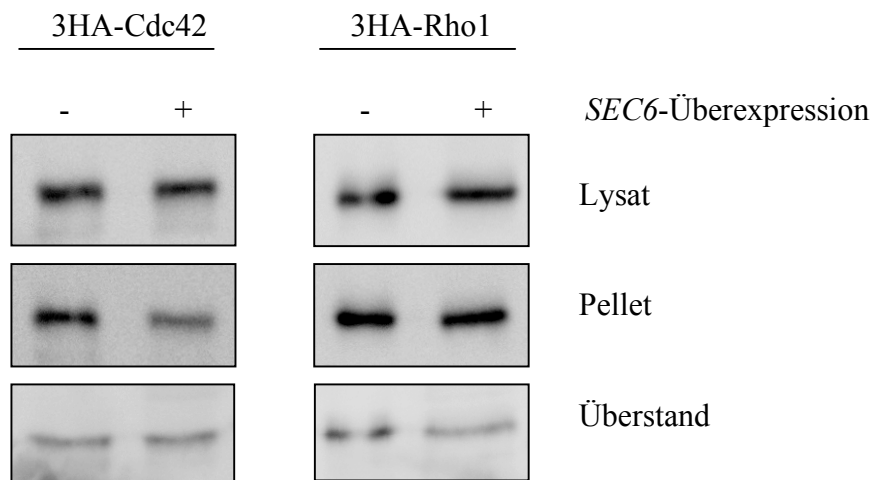 3HA-Cdc42 3HA-Rho1
- + - + SEC6-Überexpression
Lysat
Pellet
Überstand